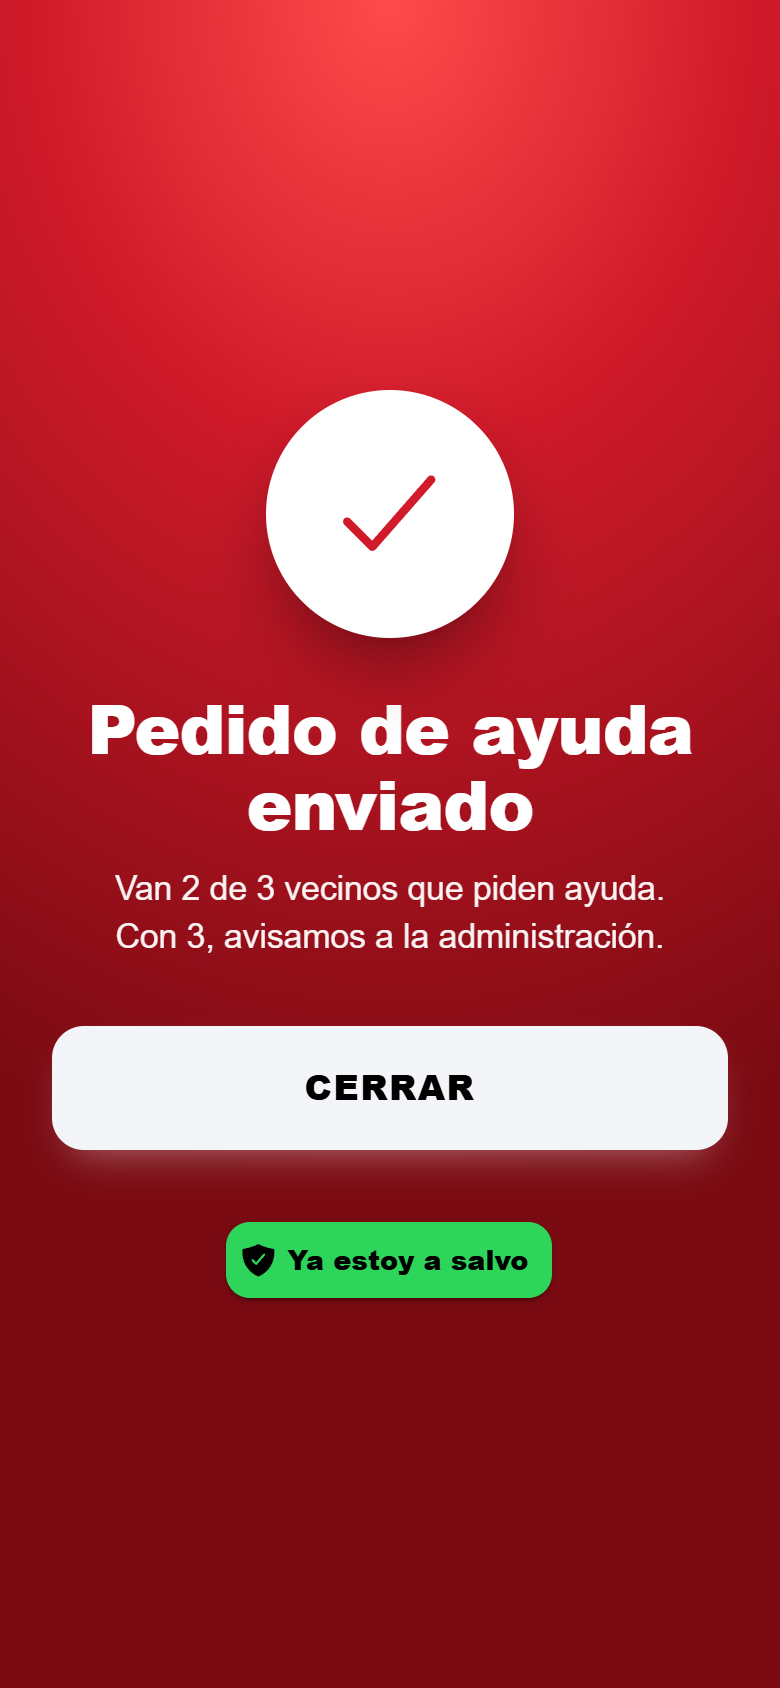 Pedido de ayuda
enviado
Van 2 de 3 vecinos que piden ayuda.
Con 3, avisamos a la administración.
CERRAR
Ya estoy a salvo